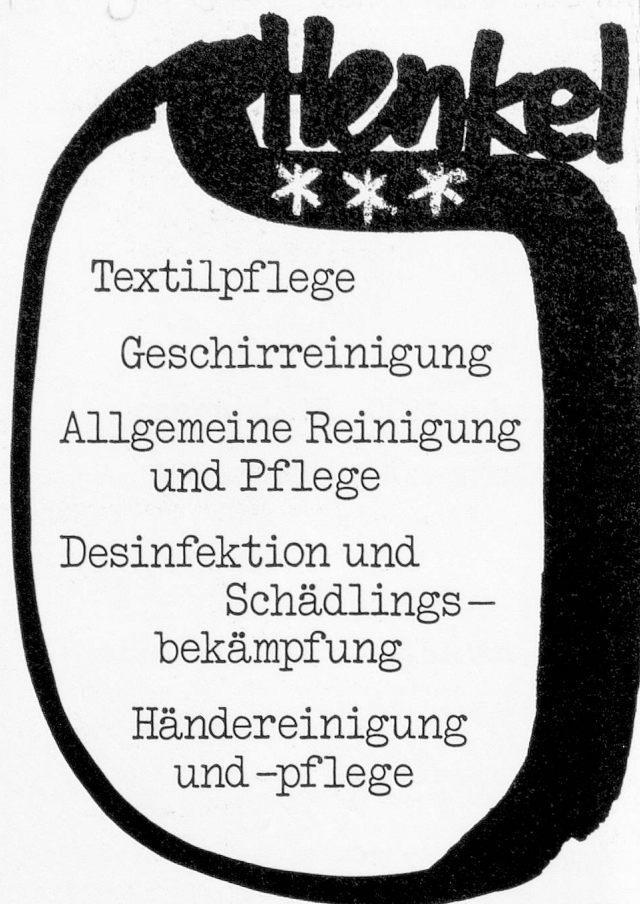 Henkel
***
Textilpflege
Geschirreinigung
Allgemeine Reinigung
und Pflege
Desinfektion und
Schädlings-
bekämpfung
Händereinigung
und-pflege